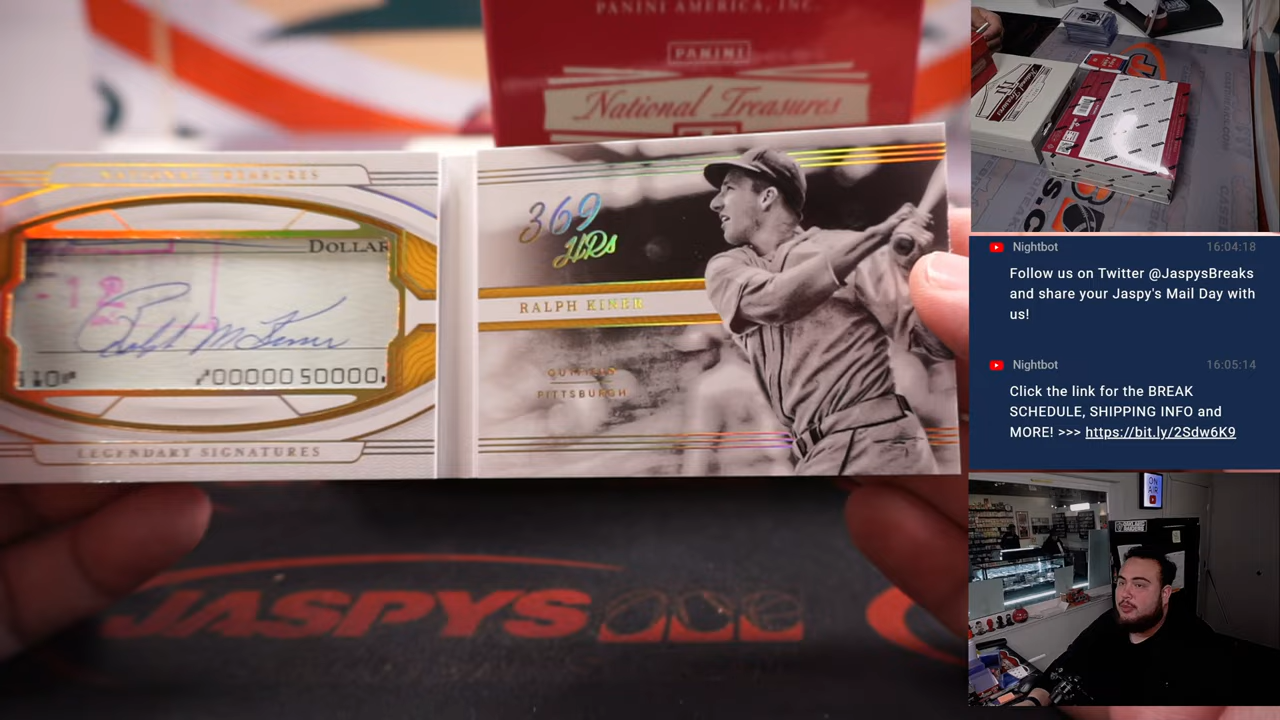 PANINI AMERICA, INC.
PANINI
National Treasures
NATIONAL TREASURES
DOLLAR
Ralph M Kiner
⑈00000 50000
LEGENDARY SIGNATURES
369
HRs
RALPH KINER
OUTFIELD
PITTSBURGH
JASPYS
Nightbot
16:04:18
Follow us on Twitter @JaspysBreaks
and share your Jaspy's Mail Day with
us!
Nightbot
16:05:14
Click the link for the BREAK
SCHEDULE, SHIPPING INFO and
MORE! >>> https://bit.ly/2Sdw6K9
ON
AIR